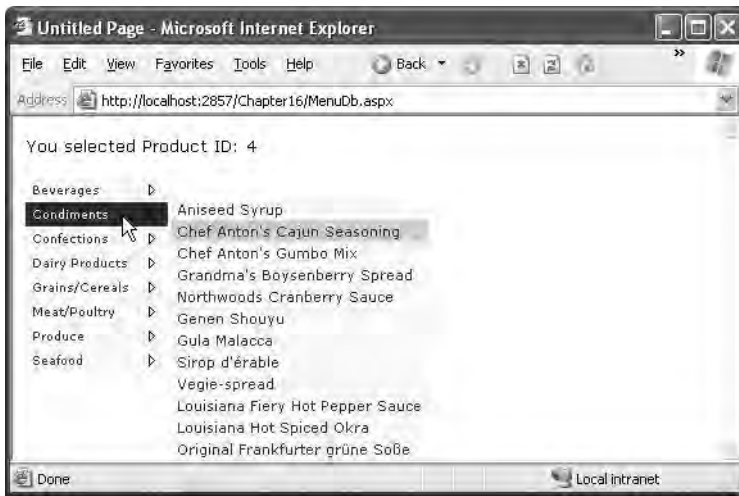 Untitled Page - Microsoft Internet Explorer
File Edit View Favorites Tools Help Back »
Address http://localhost:2857/Chapter16/MenuDb.aspx
You selected Product ID: 4
Beverages
Condiments
Confections
Dairy Products
Grains/Cereals
Meat/Poultry
Produce
Seafood
Aniseed Syrup
Chef Anton's Cajun Seasoning
Chef Anton's Gumbo Mix
Grandma's Boysenberry Spread
Northwoods Cranberry Sauce
Genen Shouyu
Gula Malacca
Sirop d'érable
Vegie-spread
Louisiana Fiery Hot Pepper Sauce
Louisiana Hot Spiced Okra
Original Frankfurter grüne Soße
Done Local intranet